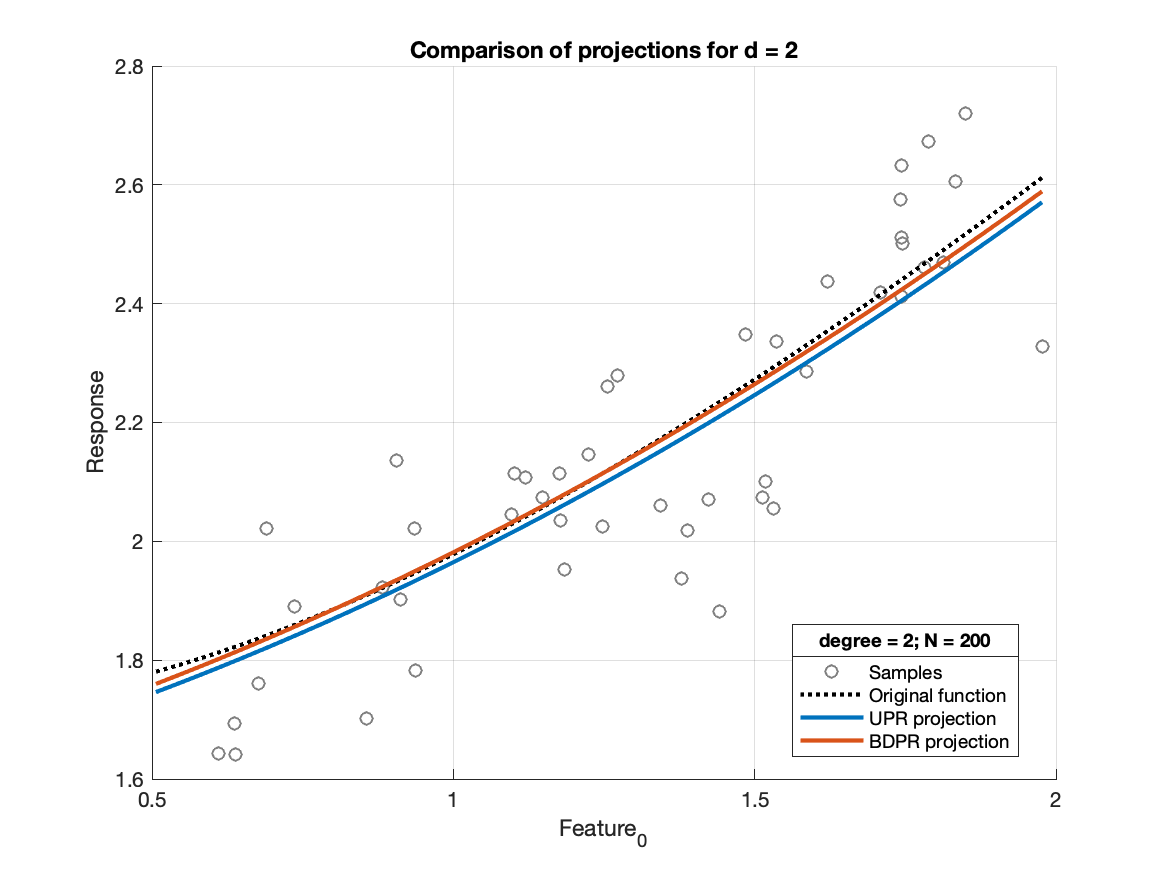 Comparison of projections for d = 2
2.8
2.6
2.4
2.2
2
1.8
1.6
Response
0.5
1
1.5
2
Feature0
degree = 2; N = 200
Samples
Original function
UPR projection
BDPR projection